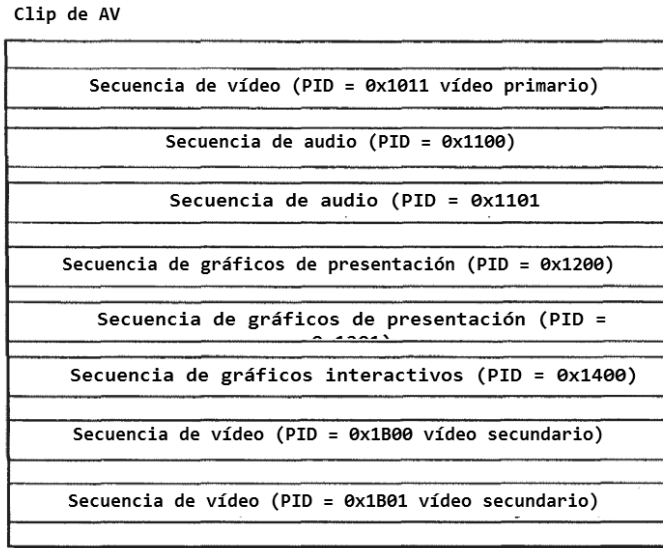 Clip de AV
Secuencia de vídeo (PID = 0x1011 vídeo primario)
Secuencia de audio (PID = 0x1100)
Secuencia de audio (PID = 0x1101
Secuencia de gráficos de presentación (PID = 0x1200)
Secuencia de gráficos de presentación (PID =
Secuencia de gráficos interactivos (PID = 0x1400)
Secuencia de vídeo (PID = 0x1B00 vídeo secundario)
Secuencia de vídeo (PID = 0x1B01 vídeo secundario)